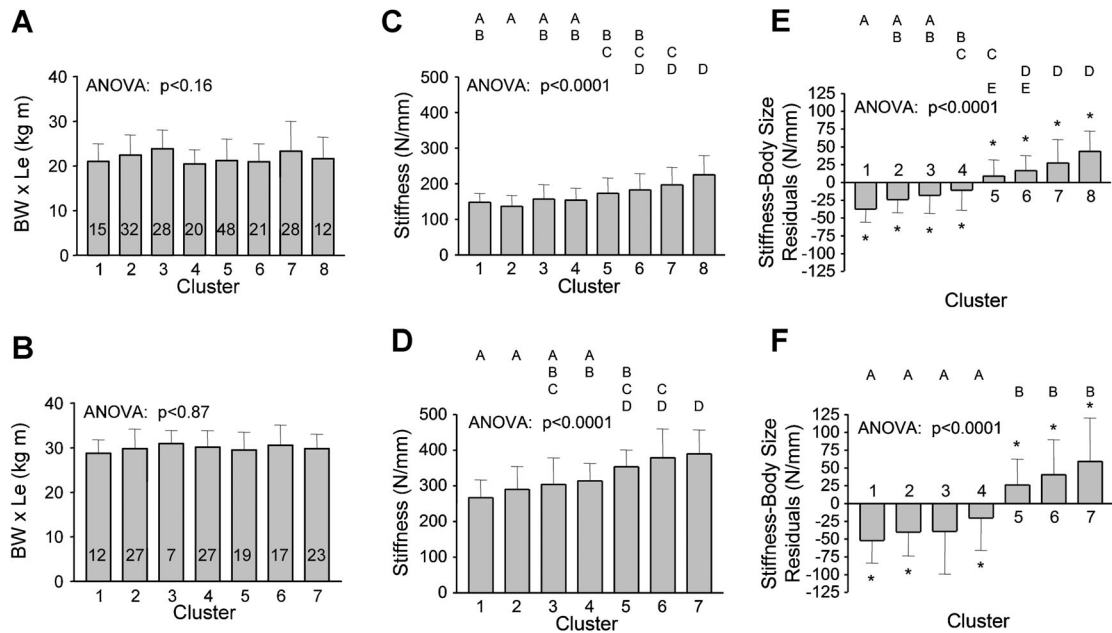 A
ANOVA: p<0.16
BW x Le (kg m)
40
30
20
10
0
15 32 28 20 48 21 28 12
1 2 3 4 5 6 7 8
Cluster
B
ANOVA: p<0.87
BW x Le (kg m)
40
30
20
10
0
12 27 7 27 19 17 23
1 2 3 4 5 6 7
Cluster
C
A A A A B B C D
B B B C C D
D
ANOVA: p<0.0001
Stiffness (N/mm)
500
400
300
200
100
0
1 2 3 4 5 6 7 8
Cluster
D
A A A A B C D
B B C D
C D
ANOVA: p<0.0001
Stiffness (N/mm)
500
400
300
200
100
0
1 2 3 4 5 6 7
Cluster
E
A A A B C D D D
B B C E E
ANOVA: p<0.0001
Stiffness-Body Size
Residuals (N/mm)
125
100
75
50
25
0
-25
-50
-75
-100
-125
* * * *
1 2 3 4
5 6 7 8
* * * *
Cluster
F
A A A A B B B
ANOVA: p<0.0001
Stiffness-Body Size
Residuals (N/mm)
125
100
75
50
25
0
-25
-50
-75
-100
-125
* * *
1 2 3 4
5 6 7
* * *
Cluster